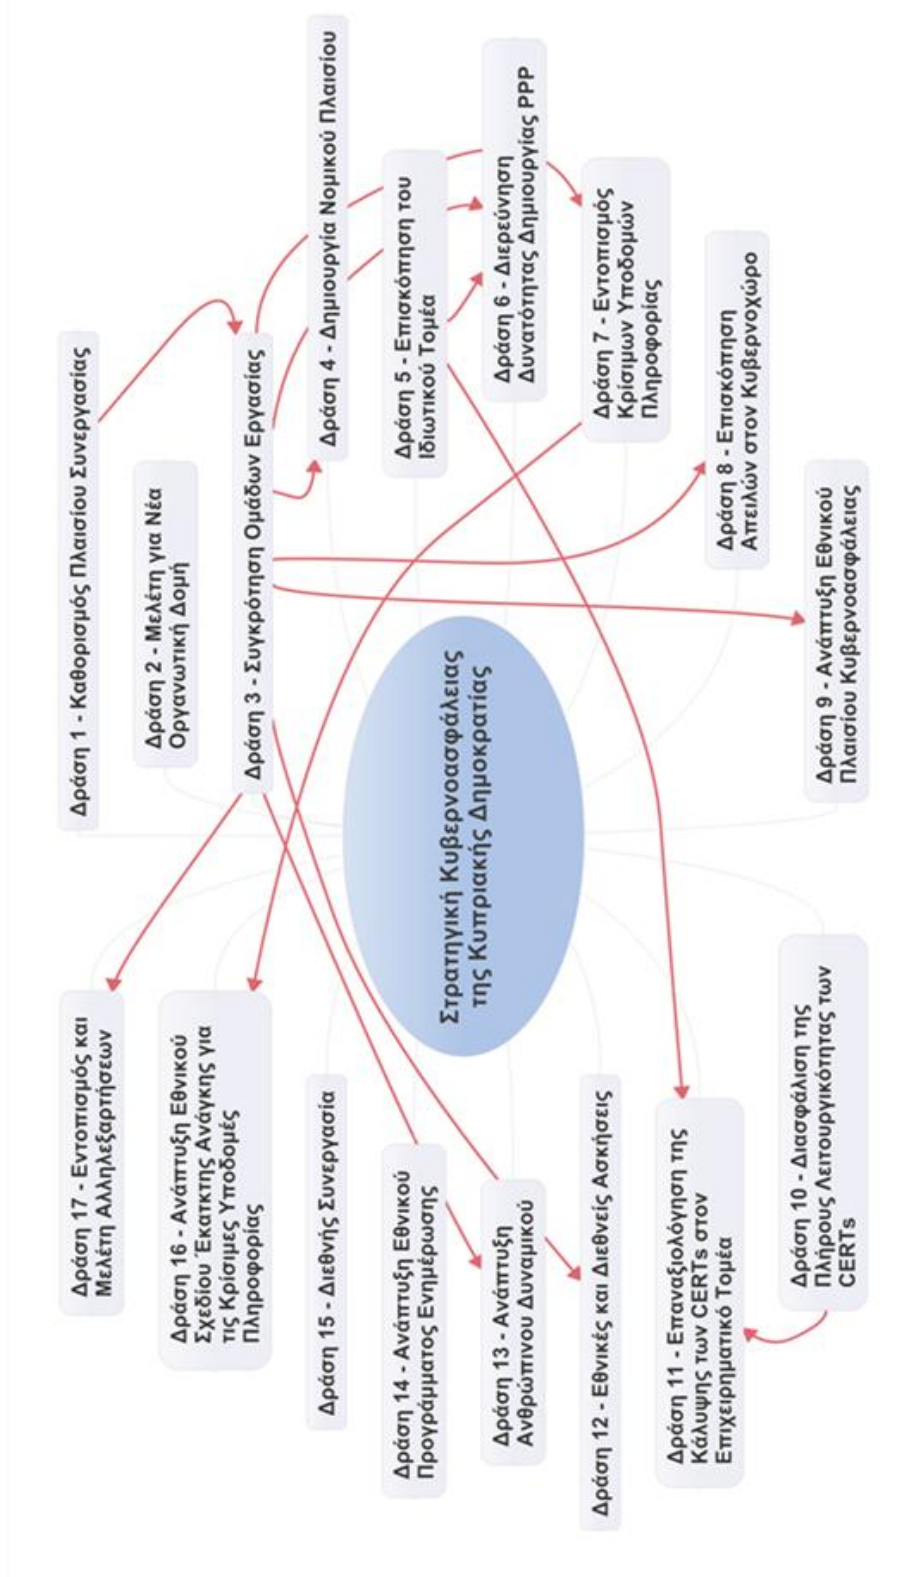 Δράση 1 - Καθορισμός Πλαισίου Συνεργασίας
Δράση 2 - Μελέτη για Νέα
Οργανωτική Δομή
Δράση 3 - Συγκρότηση Ομάδων Εργασίας
Δράση 4 - Δημιουργία Νομικού Πλαισίου
Δράση 5 - Επισκόπηση του
Ιδιωτικού Τομέα
Δράση 6 - Διερεύνηση
Δυνατότητας Δημιουργίας PPP
Δράση 7 - Εντοπισμός
Κρίσιμων Υποδομών
Πληροφορίας
Δράση 8 - Επισκόπηση
Απειλών στον Κυβερνοχώρο
Δράση 9 - Ανάπτυξη Εθνικού
Πλαισίου Κυβερνοασφάλειας
Στρατηγική Κυβερνοασφάλειας
της Κυπριακής Δημοκρατίας
Δράση 10 - Διασφάλιση της
Πλήρους Λειτουργικότητας των
CERTs
Δράση 11 - Επαναξιολόγηση της
Κάλυψης των CERTs στον
Επιχειρηματικό Τομέα
Δράση 12 - Εθνικές και Διεθνείς Ασκήσεις
Δράση 13 - Ανάπτυξη
Ανθρώπινου Δυναμικού
Δράση 14 - Ανάπτυξη Εθνικού
Προγράμματος Ενημέρωσης
Δράση 15 - Διεθνής Συνεργασία
Δράση 16 - Ανάπτυξη Εθνικού
Σχεδίου Έκατκτης Ανάγκης για
τις Κρίσιμες Υποδομές
Πληροφορίας
Δράση 17 - Εντοπισμός και
Μελέτη Αλληλεξαρτήσεων